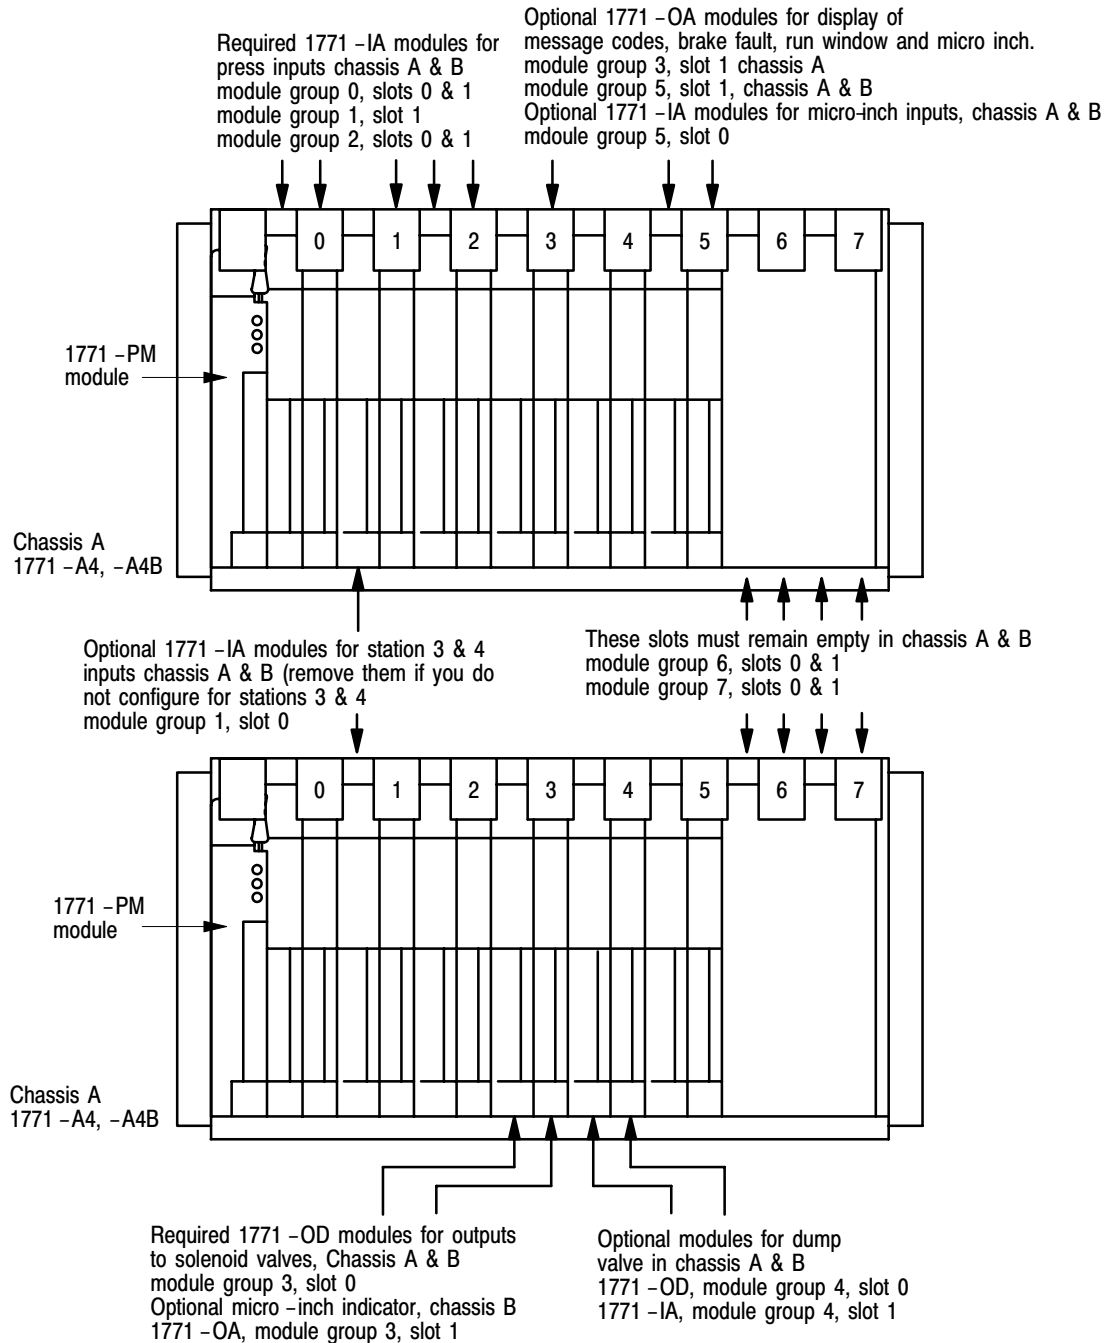 Required 1771 –IA modules for
press inputs chassis A & B
module group 0, slots 0 & 1
module group 1, slot 1
module group 2, slots 0 & 1
Optional 1771 –OA modules for display of
message codes, brake fault, run window and micro inch.
module group 3, slot 1 chassis A
module group 5, slot 1, chassis A & B
Optional 1771 –IA modules for micro-inch inputs, chassis A & B
mdoule group 5, slot 0
0 1 2 3 4 5 6 7
1771 –PM
module
Chassis A
1771 –A4, –A4B
Optional 1771 –IA modules for station 3 & 4
inputs chassis A & B (remove them if you do
not configure for stations 3 & 4
module group 1, slot 0
These slots must remain empty in chassis A & B
module group 6, slots 0 & 1
module group 7, slots 0 & 1
0 1 2 3 4 5 6 7
1771 –PM
module
Chassis A
1771 –A4, –A4B
Required 1771 –OD modules for outputs
to solenoid valves, Chassis A & B
module group 3, slot 0
Optional micro –inch indicator, chassis B
1771 –OA, module group 3, slot 1
Optional modules for dump
valve in chassis A & B
1771 –OD, module group 4, slot 0
1771 –IA, module group 4, slot 1